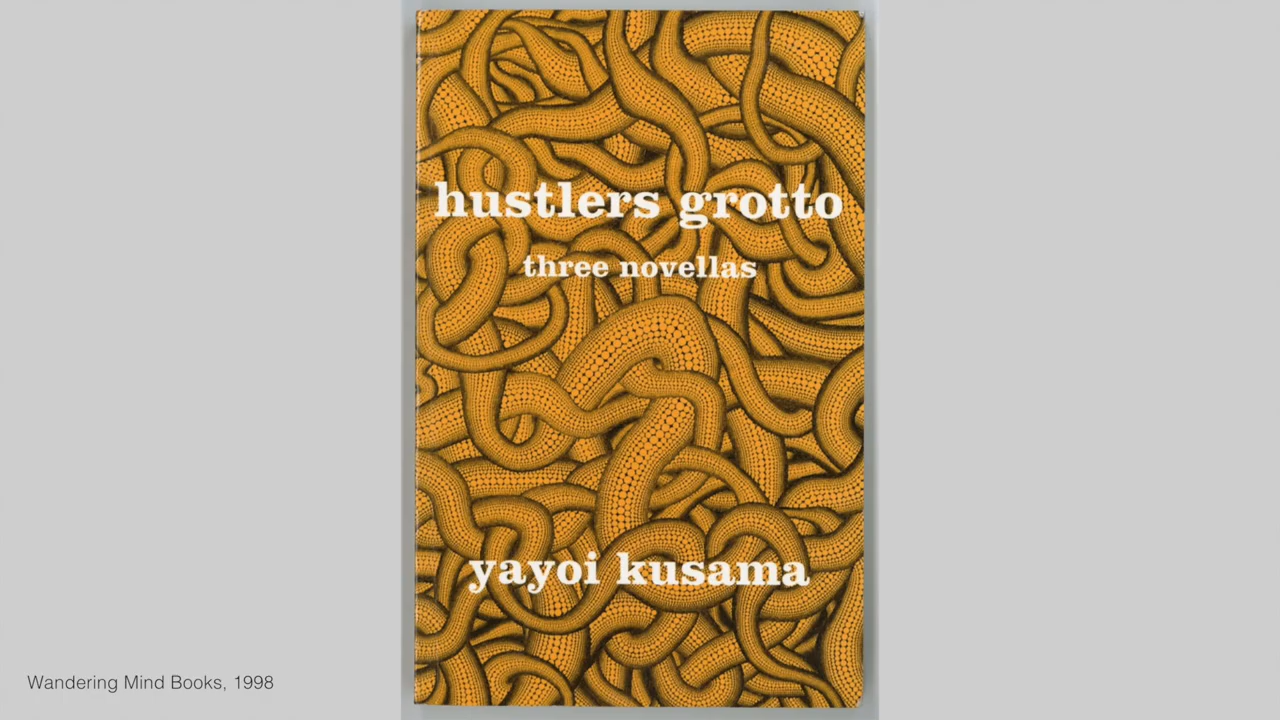 hustlers grotto
three novellas
yayoi kusama
Wandering Mind Books, 1998